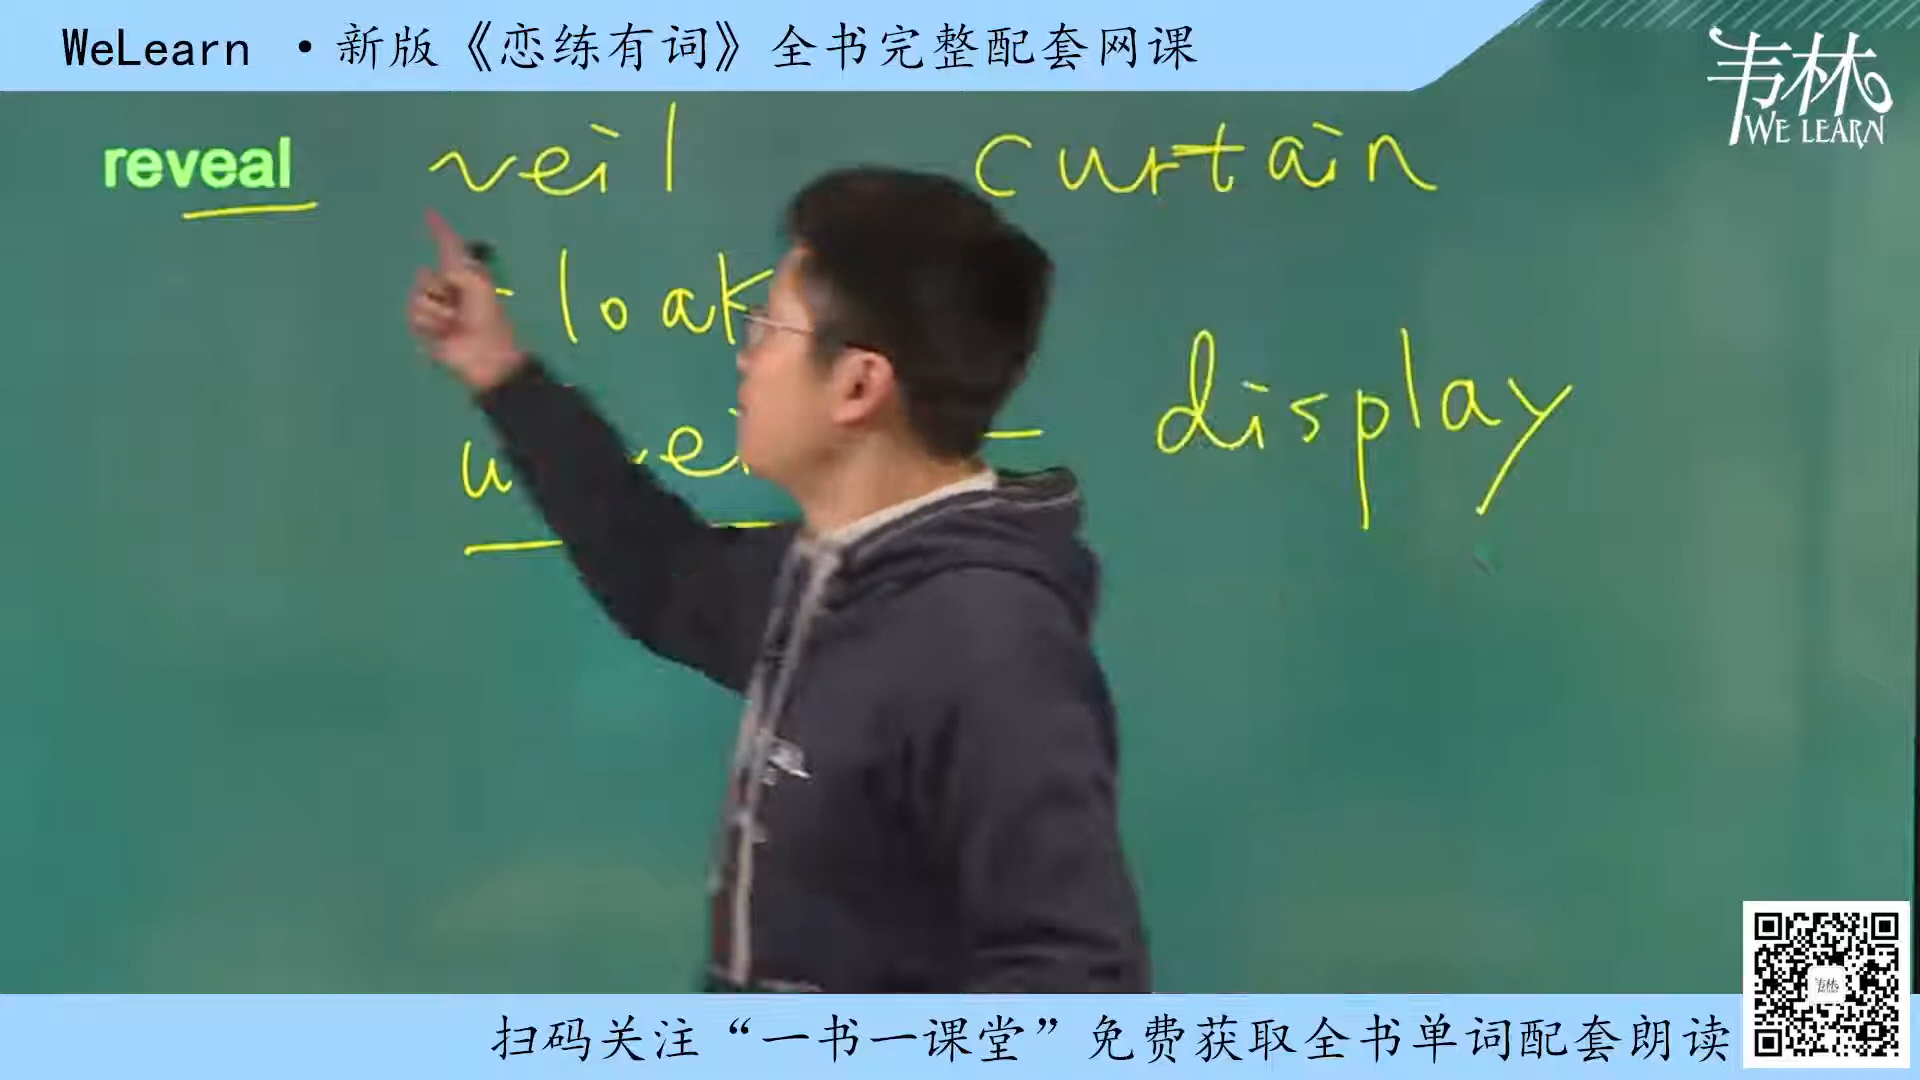 WeLearn ·新版《恋练有词》全书完整配套网课
韦林
WE LEARN
reveal veil curtain
display
扫码关注“一书一课堂”免费获取全书单词配套朗读
韦林